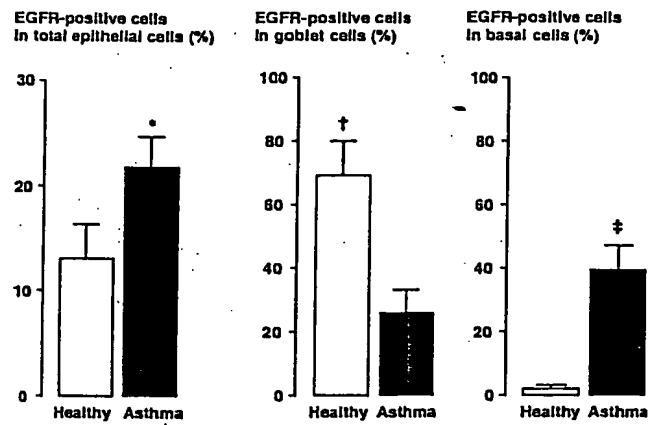 EGFR-positive cells
in total epithelial cells (%)
30
20
10
0
*
Healthy Asthma
EGFR-positive cells
in goblet cells (%)
100
80
60
40
20
0
†
Healthy Asthma
EGFR-positive cells
in basal cells (%)
100
80
60
40
20
0
‡
Healthy Asthma